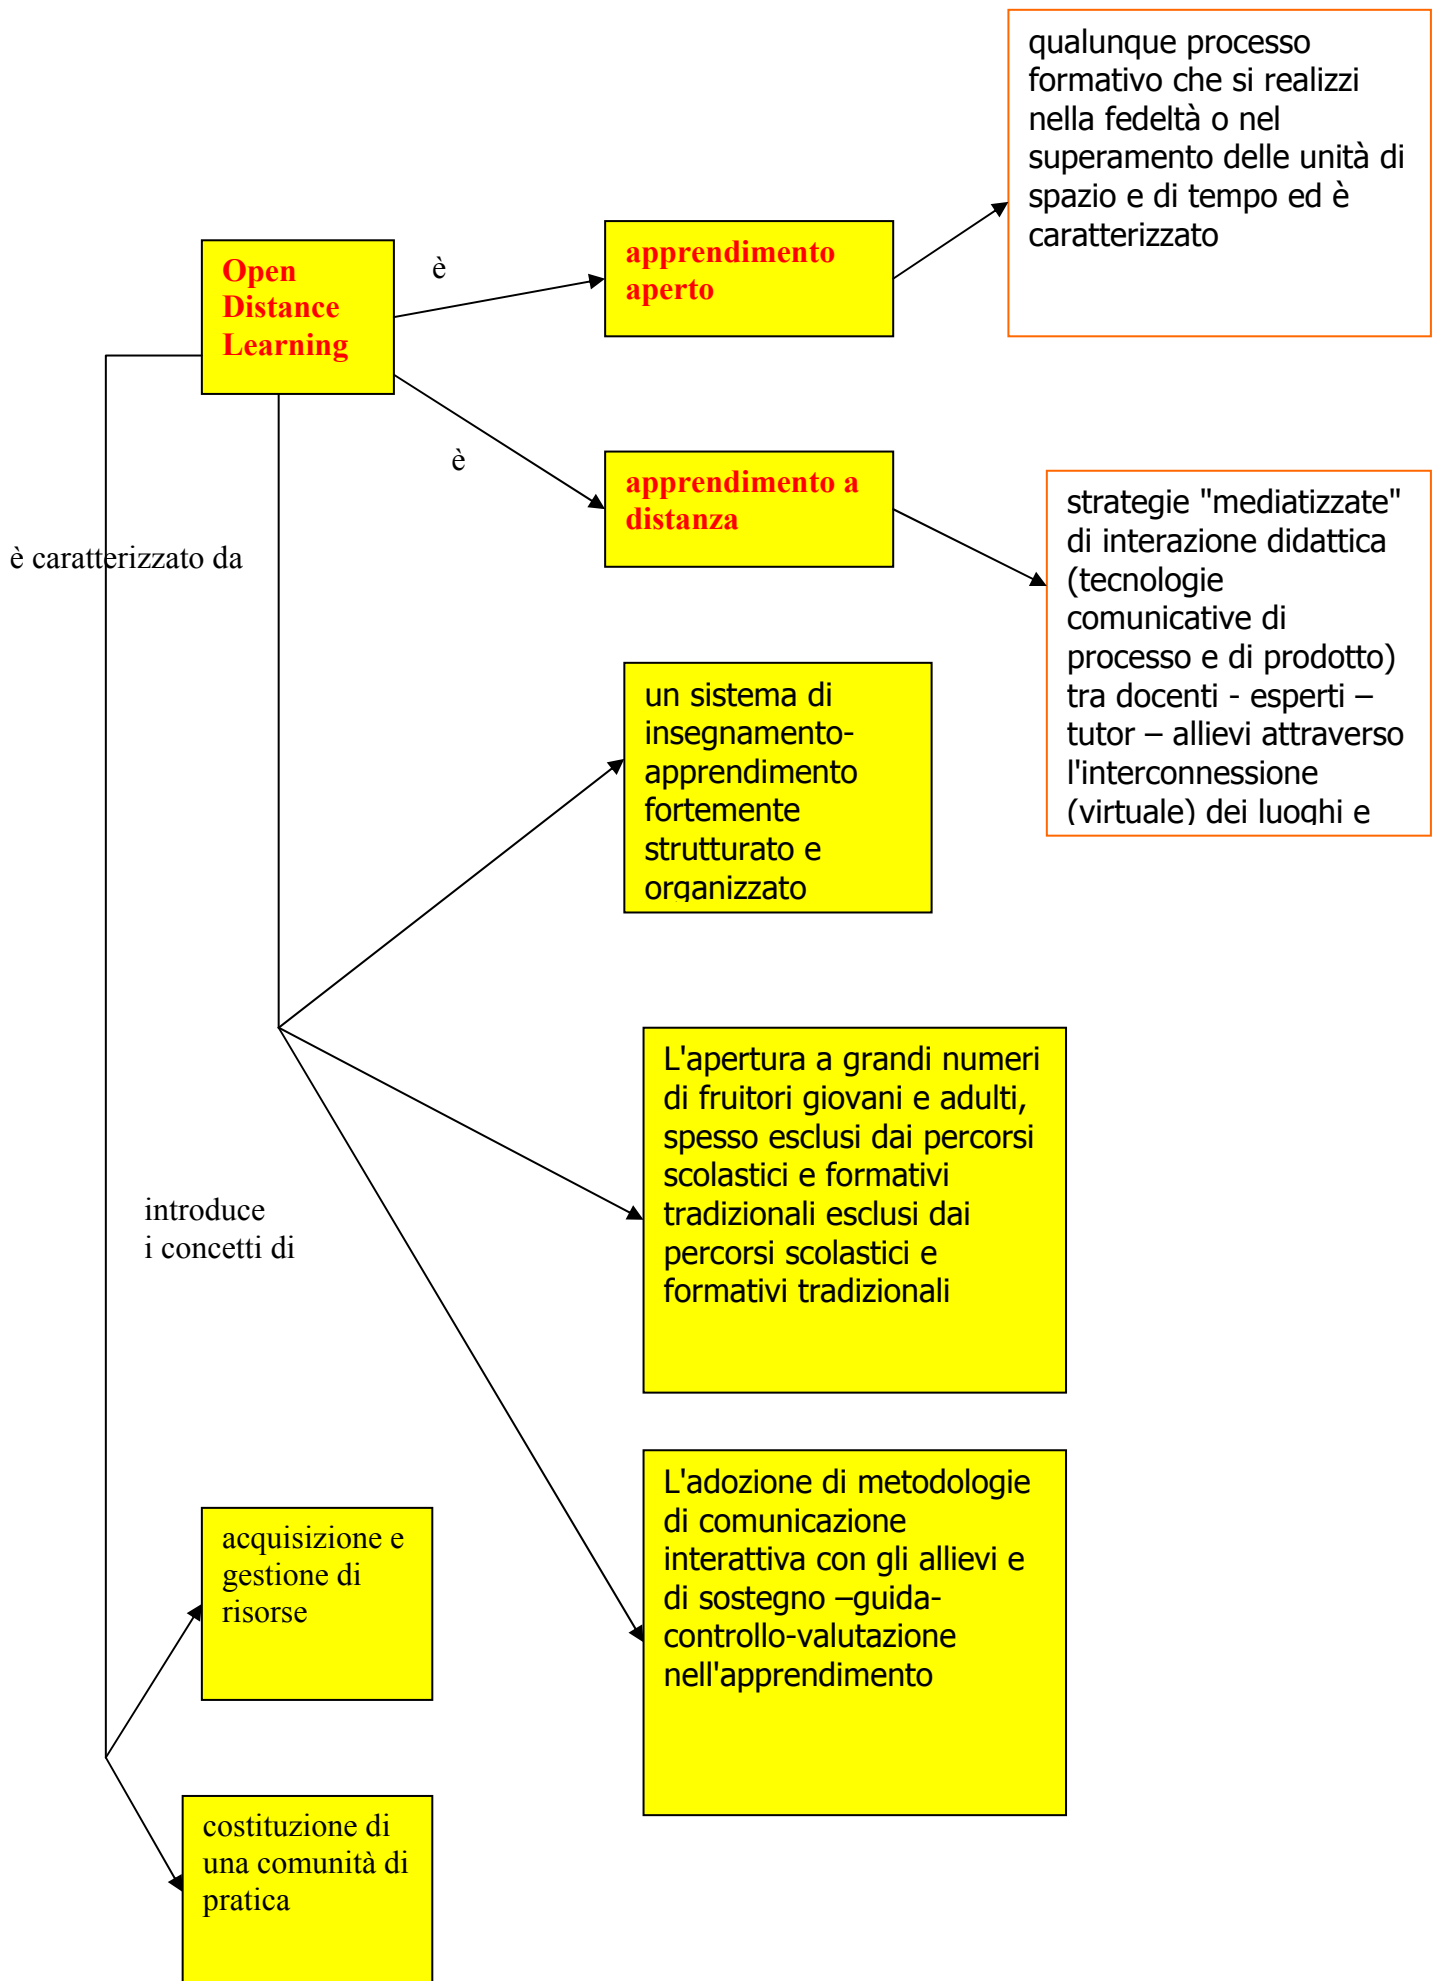 qualunque processo
formativo che si realizzi
nella fedeltà o nel
superamento delle unità di
spazio e di tempo ed è
caratterizzato
Open
Distance
Learning
è
apprendimento
aperto
è
apprendimento a
distanza
strategie "mediatizzate"
di interazione didattica
(tecnologie
comunicative di
processo e di prodotto)
tra docenti - esperti –
tutor – allievi attraverso
l'interconnessione
(virtuale) dei luoghi e
è caratterizzato da
un sistema di
insegnamento-
apprendimento
fortemente
strutturato e
organizzato
L'apertura a grandi numeri
di fruitori giovani e adulti,
spesso esclusi dai percorsi
scolastici e formativi
tradizionali esclusi dai
percorsi scolastici e
formativi tradizionali
introduce
i concetti di
L'adozione di metodologie
di comunicazione
interattiva con gli allievi e
di sostegno –guida-
controllo-valutazione
nell'apprendimento
acquisizione e
gestione di
risorse
costituzione di
una comunità di
pratica